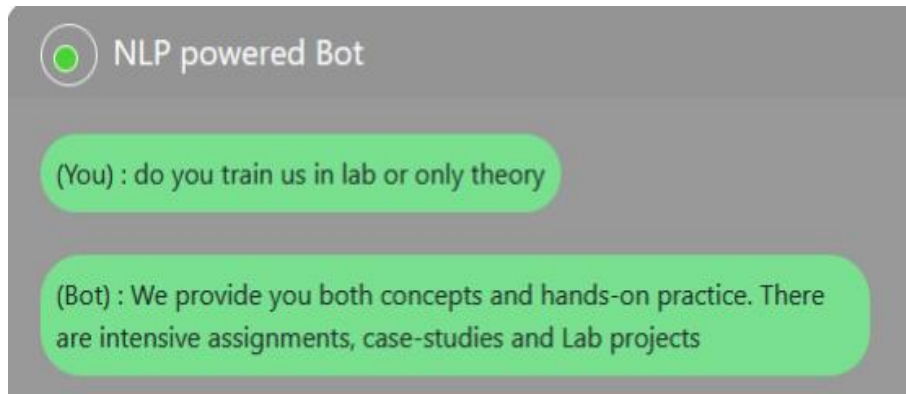 NLP powered Bot
(You) : do you train us in lab or only theory
(Bot) : We provide you both concepts and hands-on practice. There
are intensive assignments, case-studies and Lab projects